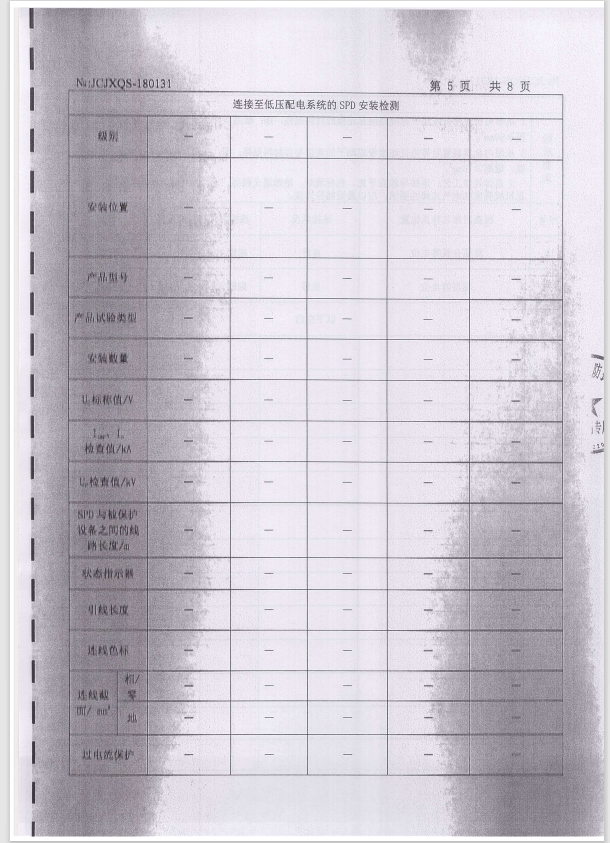 №:JCJXQS-180131
第 5 页 共 8 页
连接至低压配电系统的 SPD 安装检测
级别 — — — — —
安装位置 — — — — —
产品型号 — — — — —
产品试验类型 — — — — —
安装数量 — — — — —
Uc标称值/V — — — — —
Iimp、In
检查值/kA — — — — —
Up检查值/kV — — — — —
SPD 与被保护
设备之间的线
路长度/m — — — — —
状态指示器 — — — — —
引线长度 — — — — —
连线色标 — — — — —
连线截
面/ mm²
相/
零 — — — — —
地 — — — — —
过电流保护 — — — — —
防